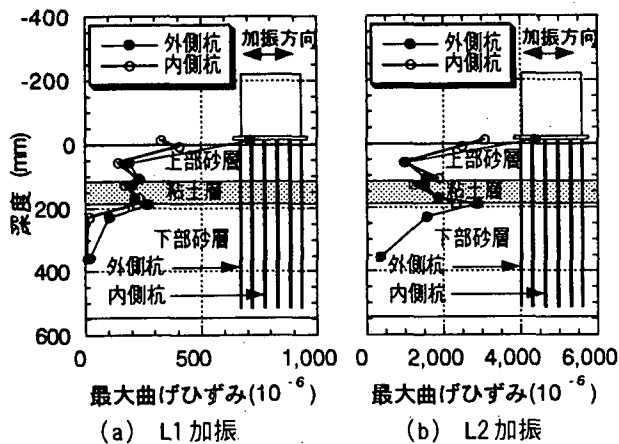 -400
-200
0
200
400
600
深度 (mm)
外側杭
内側杭
加振方向
上部砂層
粘土層
下部砂層
外側杭
内側杭
0
500
1,000
最大曲げひずみ(10⁻⁶)
(a) L1加振
外側杭
内側杭
加振方向
上部砂層
粘土層
下部砂層
外側杭
内側杭
0
2,000
4,000
6,000
最大曲げひずみ(10⁻⁶)
(b) L2加振